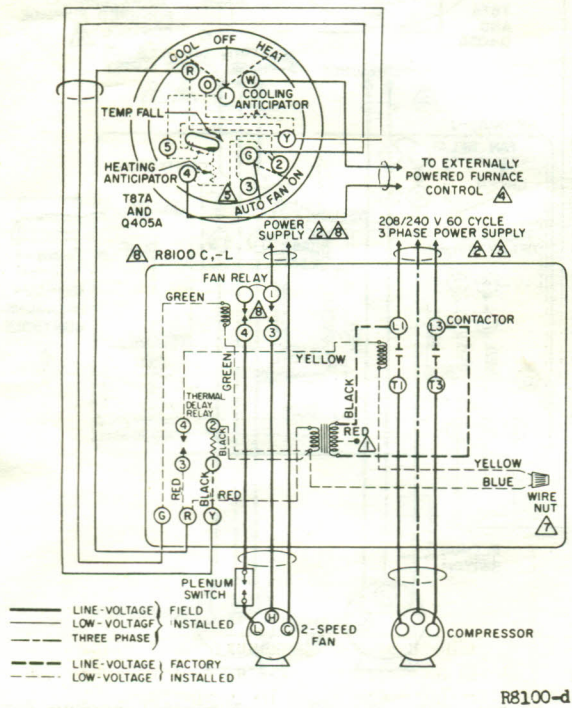 COOL
OFF
HEAT
R
O
I
W
COOLING
ANTICIPATOR
TEMP FALL
Y
5
G
2
3
HEATING
ANTICIPATOR
4
5
AUTO FAN ON
T87A
AND
Q405A
TO EXTERNALLY
POWERED FURNACE
CONTROL 4
POWER
SUPPLY 2 8
208/240 V 60 CYCLE
3 PHASE POWER SUPPLY
2 3
8 R8100 C,-L
FAN RELAY
1
8
4
3
GREEN
GREEN
YELLOW
L1
L3
CONTACTOR
T1
T3
BLACK
RED
1
THERMAL
DELAY
RELAY
4
2
BLACK
3
1
RED
BLACK
RED
YELLOW
BLUE
WIRE
NUT
7
G
R
Y
PLENUM
SWITCH
H
L
C
2-SPEED
FAN
COMPRESSOR
LINE-VOLTAGE
LOW-VOLTAGE
THREE PHASE
FIELD
INSTALLED
LINE-VOLTAGE
LOW-VOLTAGE
FACTORY
INSTALLED
R8100-d